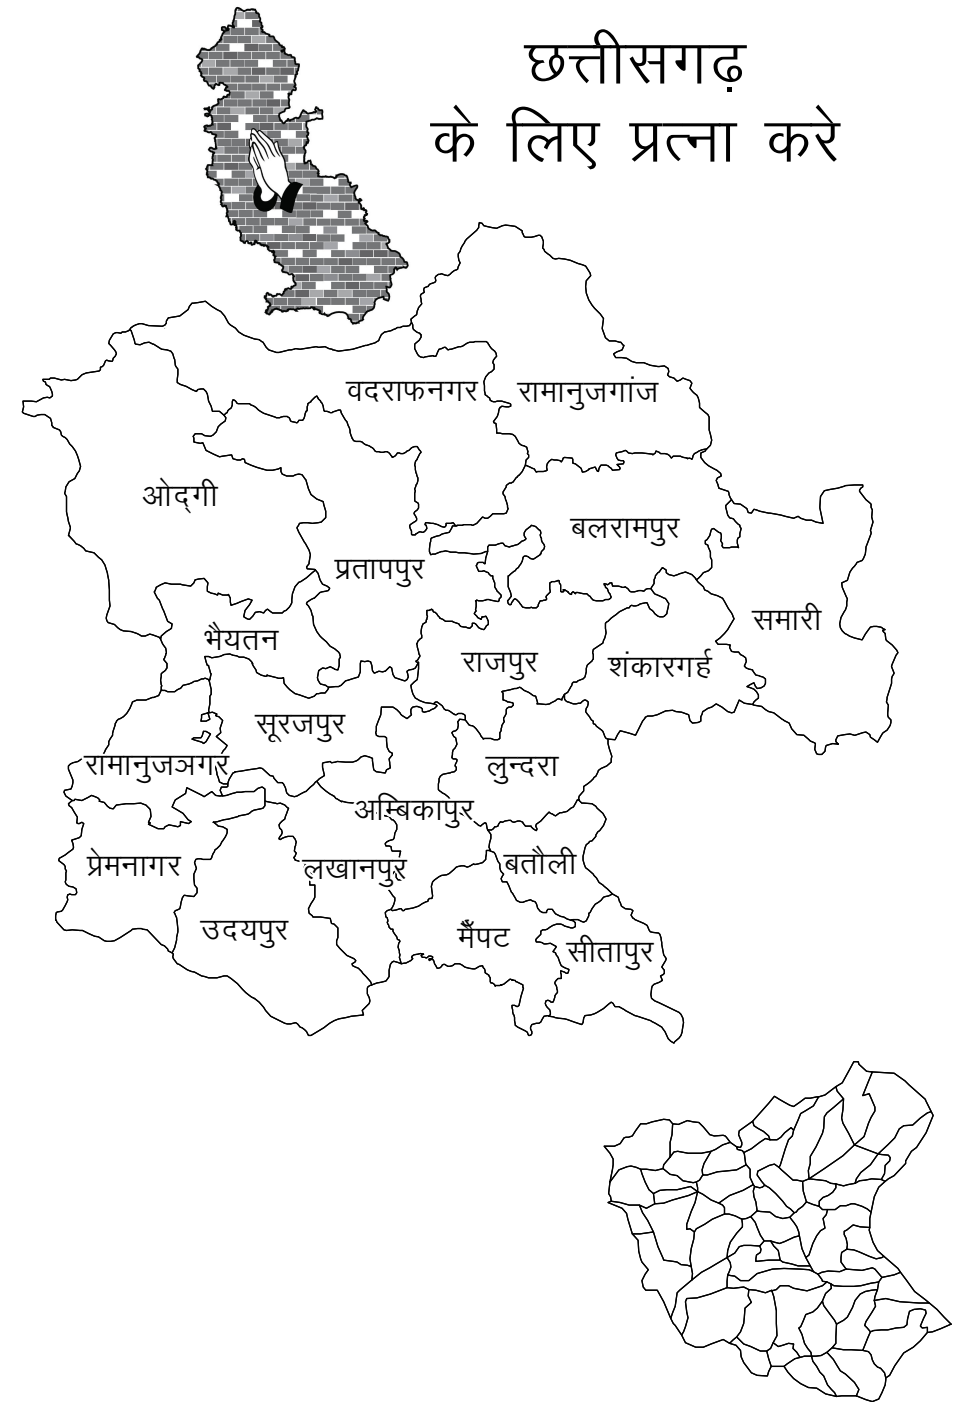 छत्तीसगढ़
के लिए प्रत्ना करे
वदराफनगर
रामानुजगांज
ओद्गी
बलरामपुर
प्रतापपुर
समारी
भैयतन
राजपुर
शंकारगर्ह
सूरजपुर
रामानुजञगर
लुन्दरा
अम्बिकापुर
प्रेमनागर
लखानपुर
बतौली
उदयपुर
मैंपट
सीतापुर